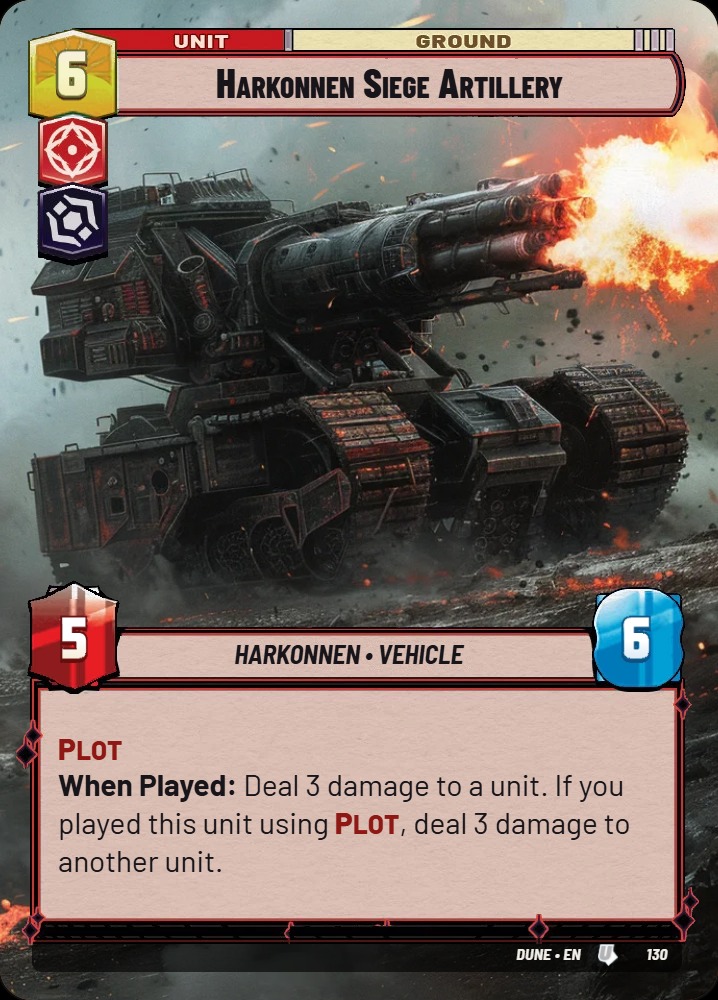 UNIT GROUND
6 HARKONNEN SIEGE ARTILLERY
5 HARKONNEN • VEHICLE 6
PLOT
When Played: Deal 3 damage to a unit. If you
played this unit using PLOT, deal 3 damage to
another unit.
DUNE • EN U 130